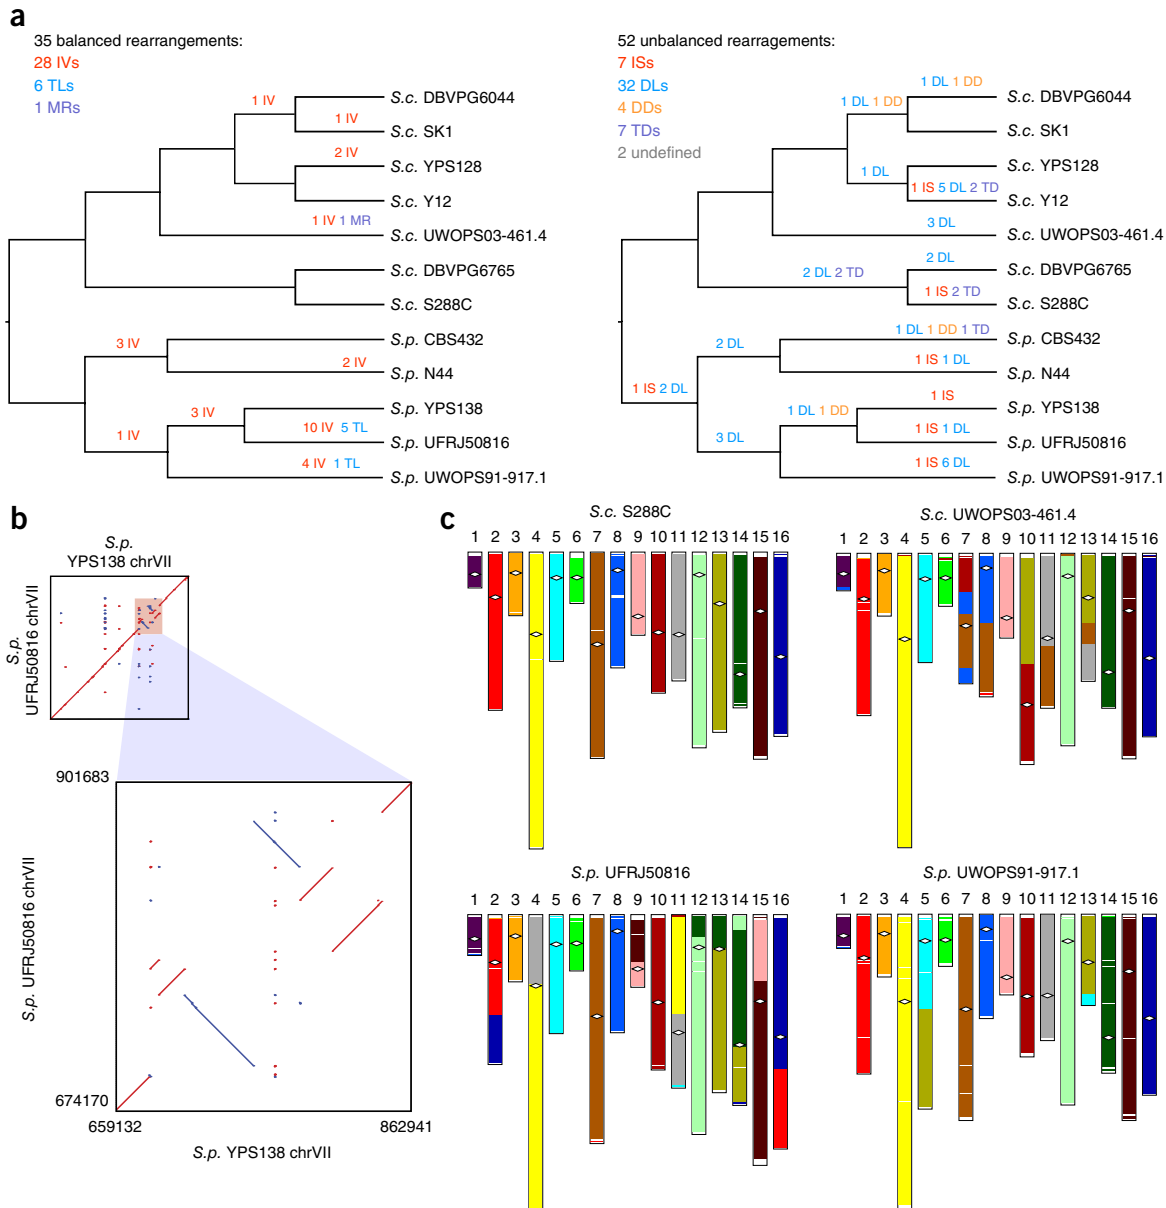 a
35 balanced rearrangements:
28 IVs
6 TLs
1 MRs
1 IV
1 IV
2 IV
1 IV 1 MR
3 IV
2 IV
3 IV
1 IV
10 IV 5 TL
4 IV 1 TL
S.c. DBVPG6044
S.c. SK1
S.c. YPS128
S.c. Y12
S.c. UWOPS03-461.4
S.c. DBVPG6765
S.c. S288C
S.p. CBS432
S.p. N44
S.p. YPS138
S.p. UFRJ50816
S.p. UWOPS91-917.1
52 unbalanced rearragements:
7 ISs
32 DLs
4 DDs
7 TDs
2 undefined
1 DL 1 DD
1 DL 1 DD
1 DL
1 IS 5 DL 2 TD
3 DL
2 DL
2 DL 2 TD
1 IS 2 TD
1 DL 1 DD 1 TD
2 DL
1 IS 1 DL
1 IS 2 DL
1 IS
1 DL 1 DD
3 DL
1 IS 1 DL
1 IS 6 DL
S.c. DBVPG6044
S.c. SK1
S.c. YPS128
S.c. Y12
S.c. UWOPS03-461.4
S.c. DBVPG6765
S.c. S288C
S.p. CBS432
S.p. N44
S.p. YPS138
S.p. UFRJ50816
S.p. UWOPS91-917.1
b
S.p.
YPS138 chrVII
S.p.
UFRJ50816 chrVII
901683
S.p. UFRJ50816 chrVII
674170
659132 862941
S.p. YPS138 chrVII
c
S.c. S288C
1 2 3 4 5 6 7 8 9 10 11 12 13 14 15 16
S.c. UWOPS03-461.4
1 2 3 4 5 6 7 8 9 10 11 12 13 14 15 16
S.p. UFRJ50816
1 2 3 4 5 6 7 8 9 10 11 12 13 14 15 16
S.p. UWOPS91-917.1
1 2 3 4 5 6 7 8 9 10 11 12 13 14 15 16